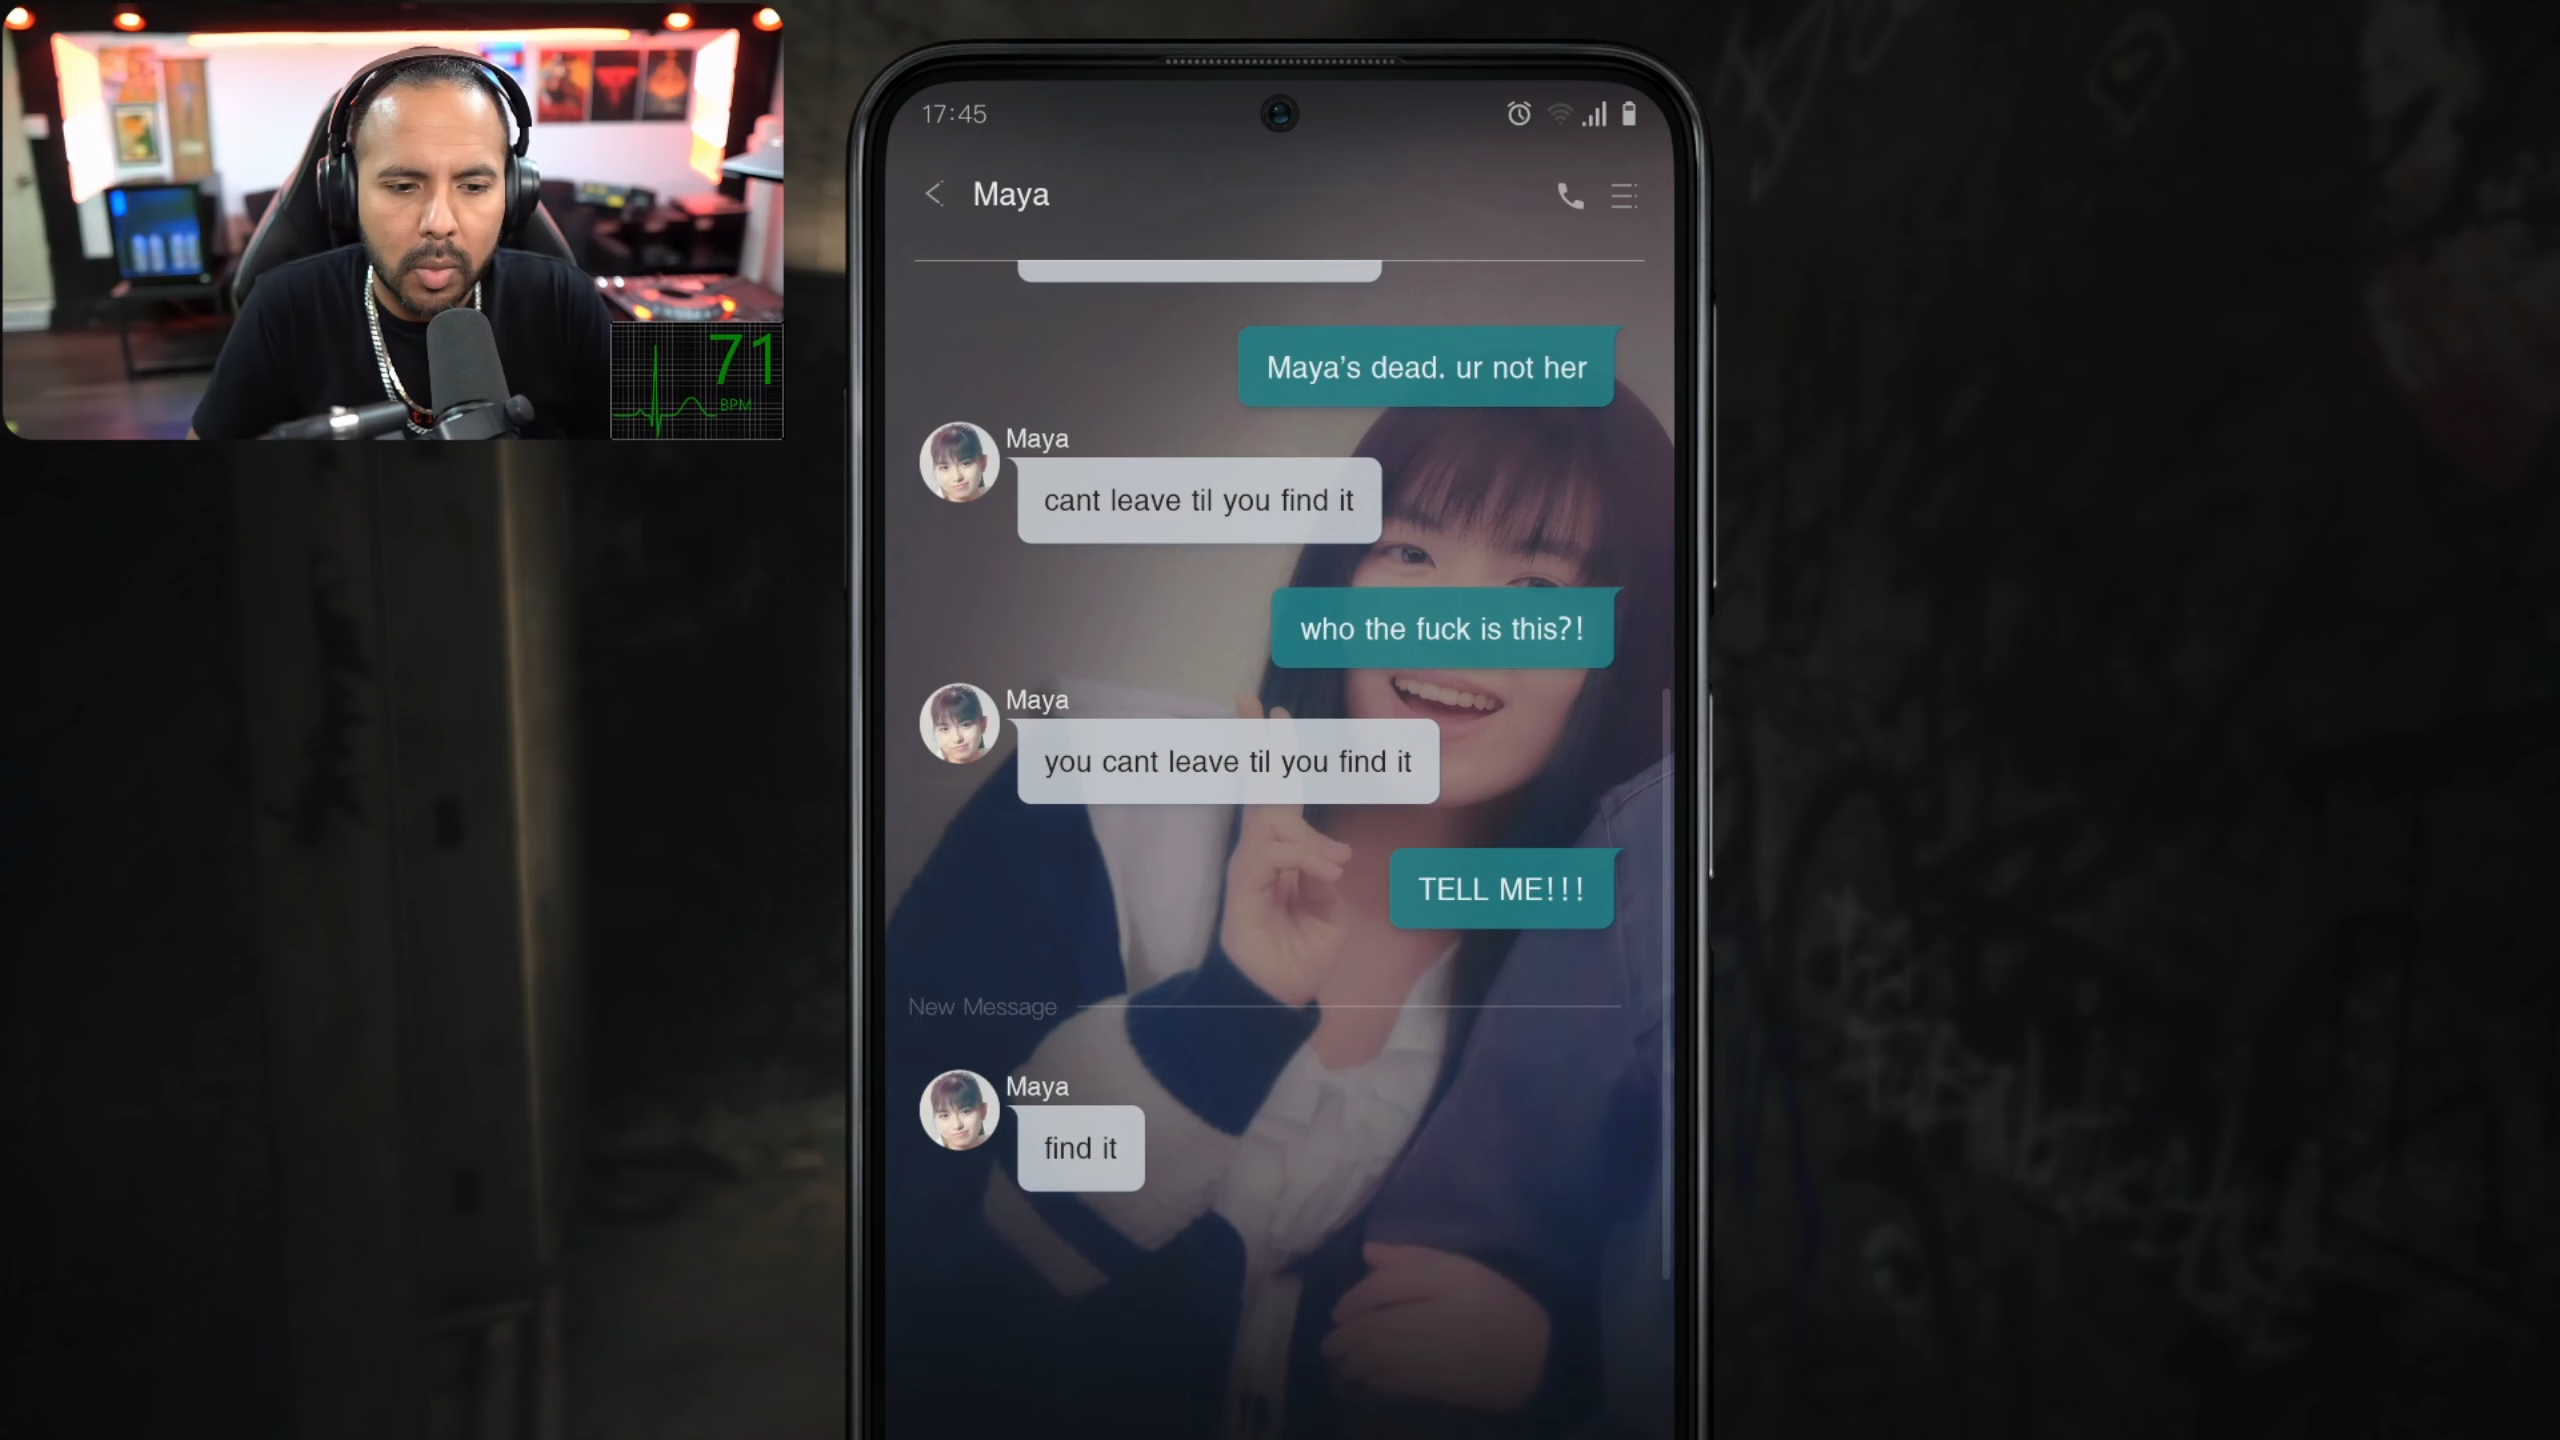 71
BPM
17:45
Maya
Maya's dead. ur not her
Maya
cant leave til you find it
who the fuck is this?!
Maya
you cant leave til you find it
TELL ME!!!
New Message
Maya
find it